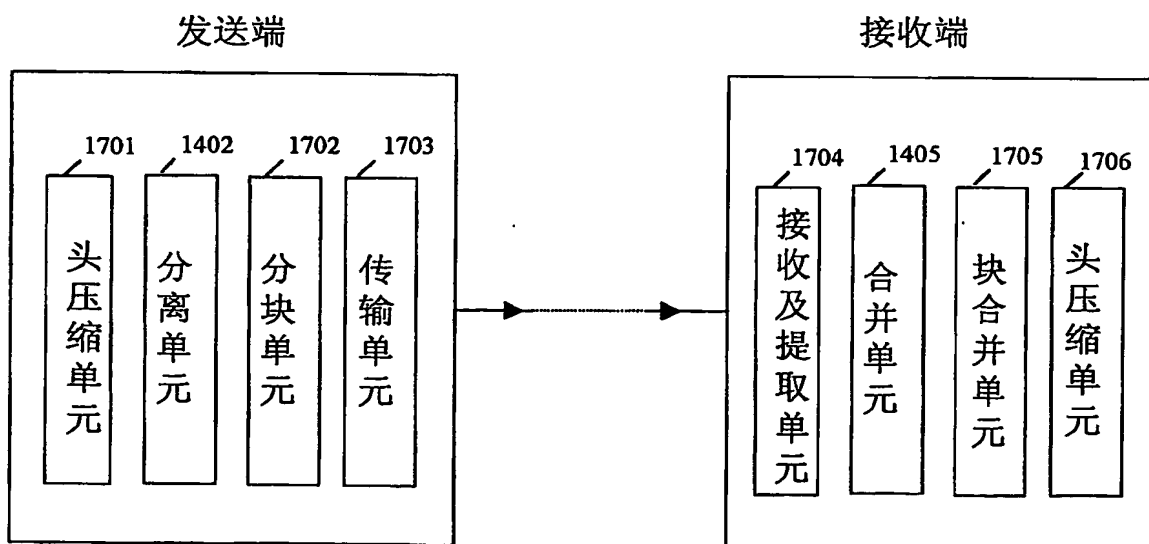 发送端
接收端
1701
1402
1702
1703
头压缩单元
分离单元
分块单元
传输单元
1704
1405
1705
1706
接收及提取单元
合并单元
块合并单元
头压缩单元